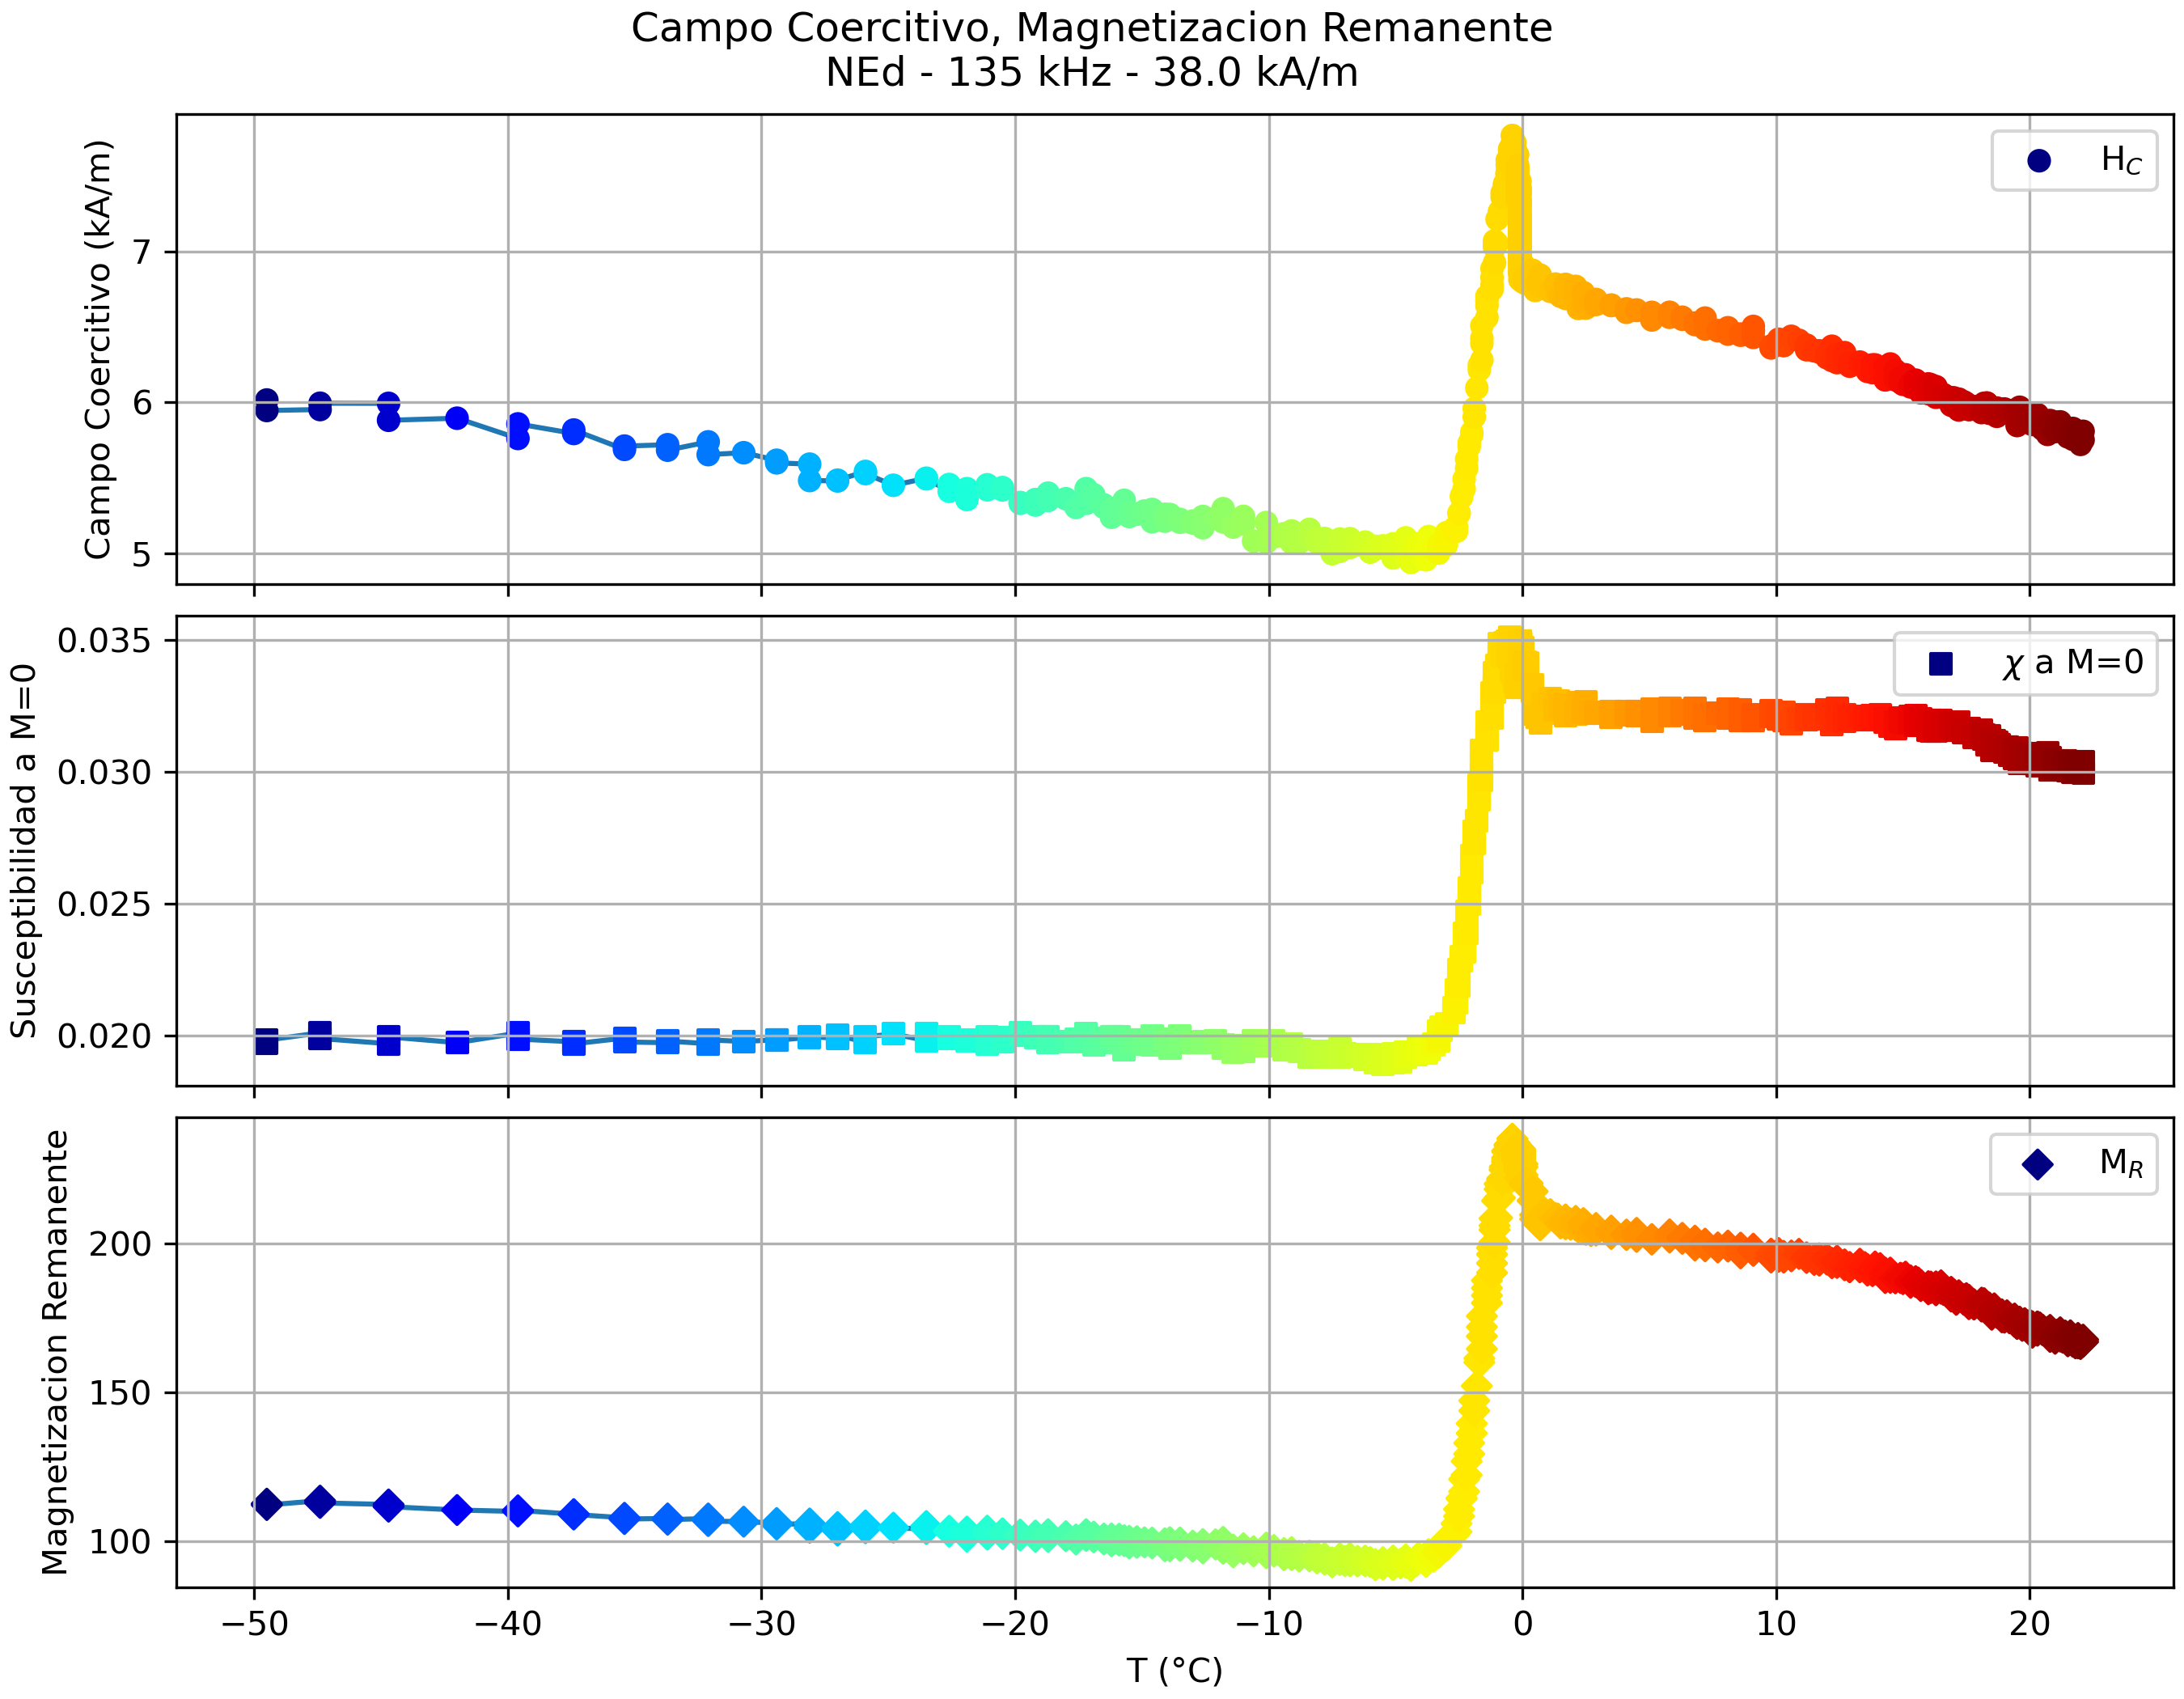 Campo Coercitivo, Magnetizacion Remanente
NEd - 135 kHz - 38.0 kA/m
Campo Coercitivo (kA/m)
7
6
5
H_C
Susceptibilidad a M=0
0.035
0.030
0.025
0.020
χ a M=0
Magnetizacion Remanente
200
150
100
M_R
−50 −40 −30 −20 −10 0 10 20
T (°C)